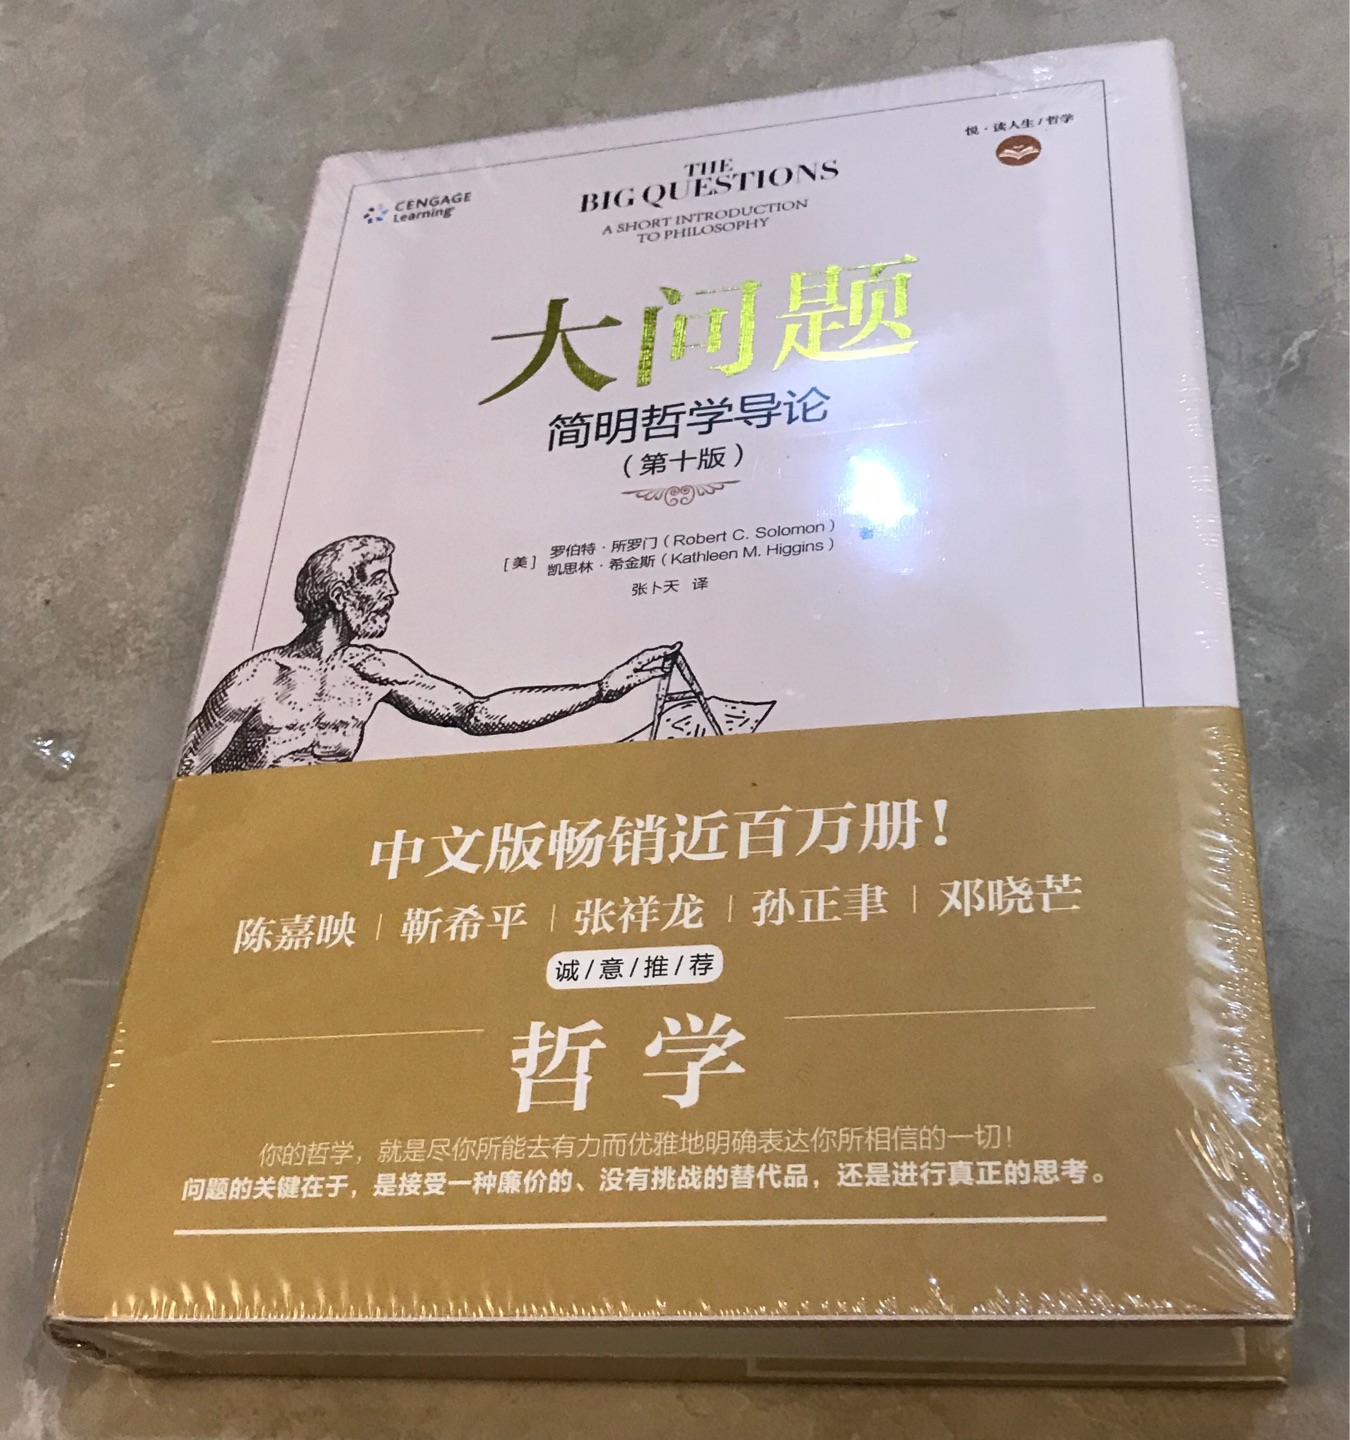 悦·读人生/哲学
CENGAGE
Learning
THE
BIG QUESTIONS
A SHORT INTRODUCTION
TO PHILOSOPHY
大问题
简明哲学导论
（第十版）
[美] 罗伯特·所罗门（Robert C. Solomon）
凯思林·希金斯（Kathleen M. Higgins） 著
张卜天 译
中文版畅销近百万册！
陈嘉映 | 靳希平 | 张祥龙 | 孙正聿 | 邓晓芒
诚/意/推/荐
哲学
你的哲学，就是尽你所能去有力而优雅地明确表达你所相信的一切！
问题的关键在于，是接受一种廉价的、没有挑战的替代品，还是进行真正的思考。